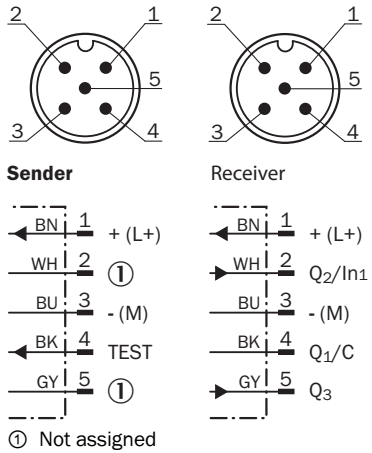 2 1 2 1
5 5
3 4 3 4
Sender Receiver
BN 1 + (L+) BN 1 + (L+)
WH 2 ① WH 2 Q2/In1
BU 3 - (M) BU 3 - (M)
BK 4 TEST BK 4 Q1/C
GY 5 ① GY 5 Q3
① Not assigned